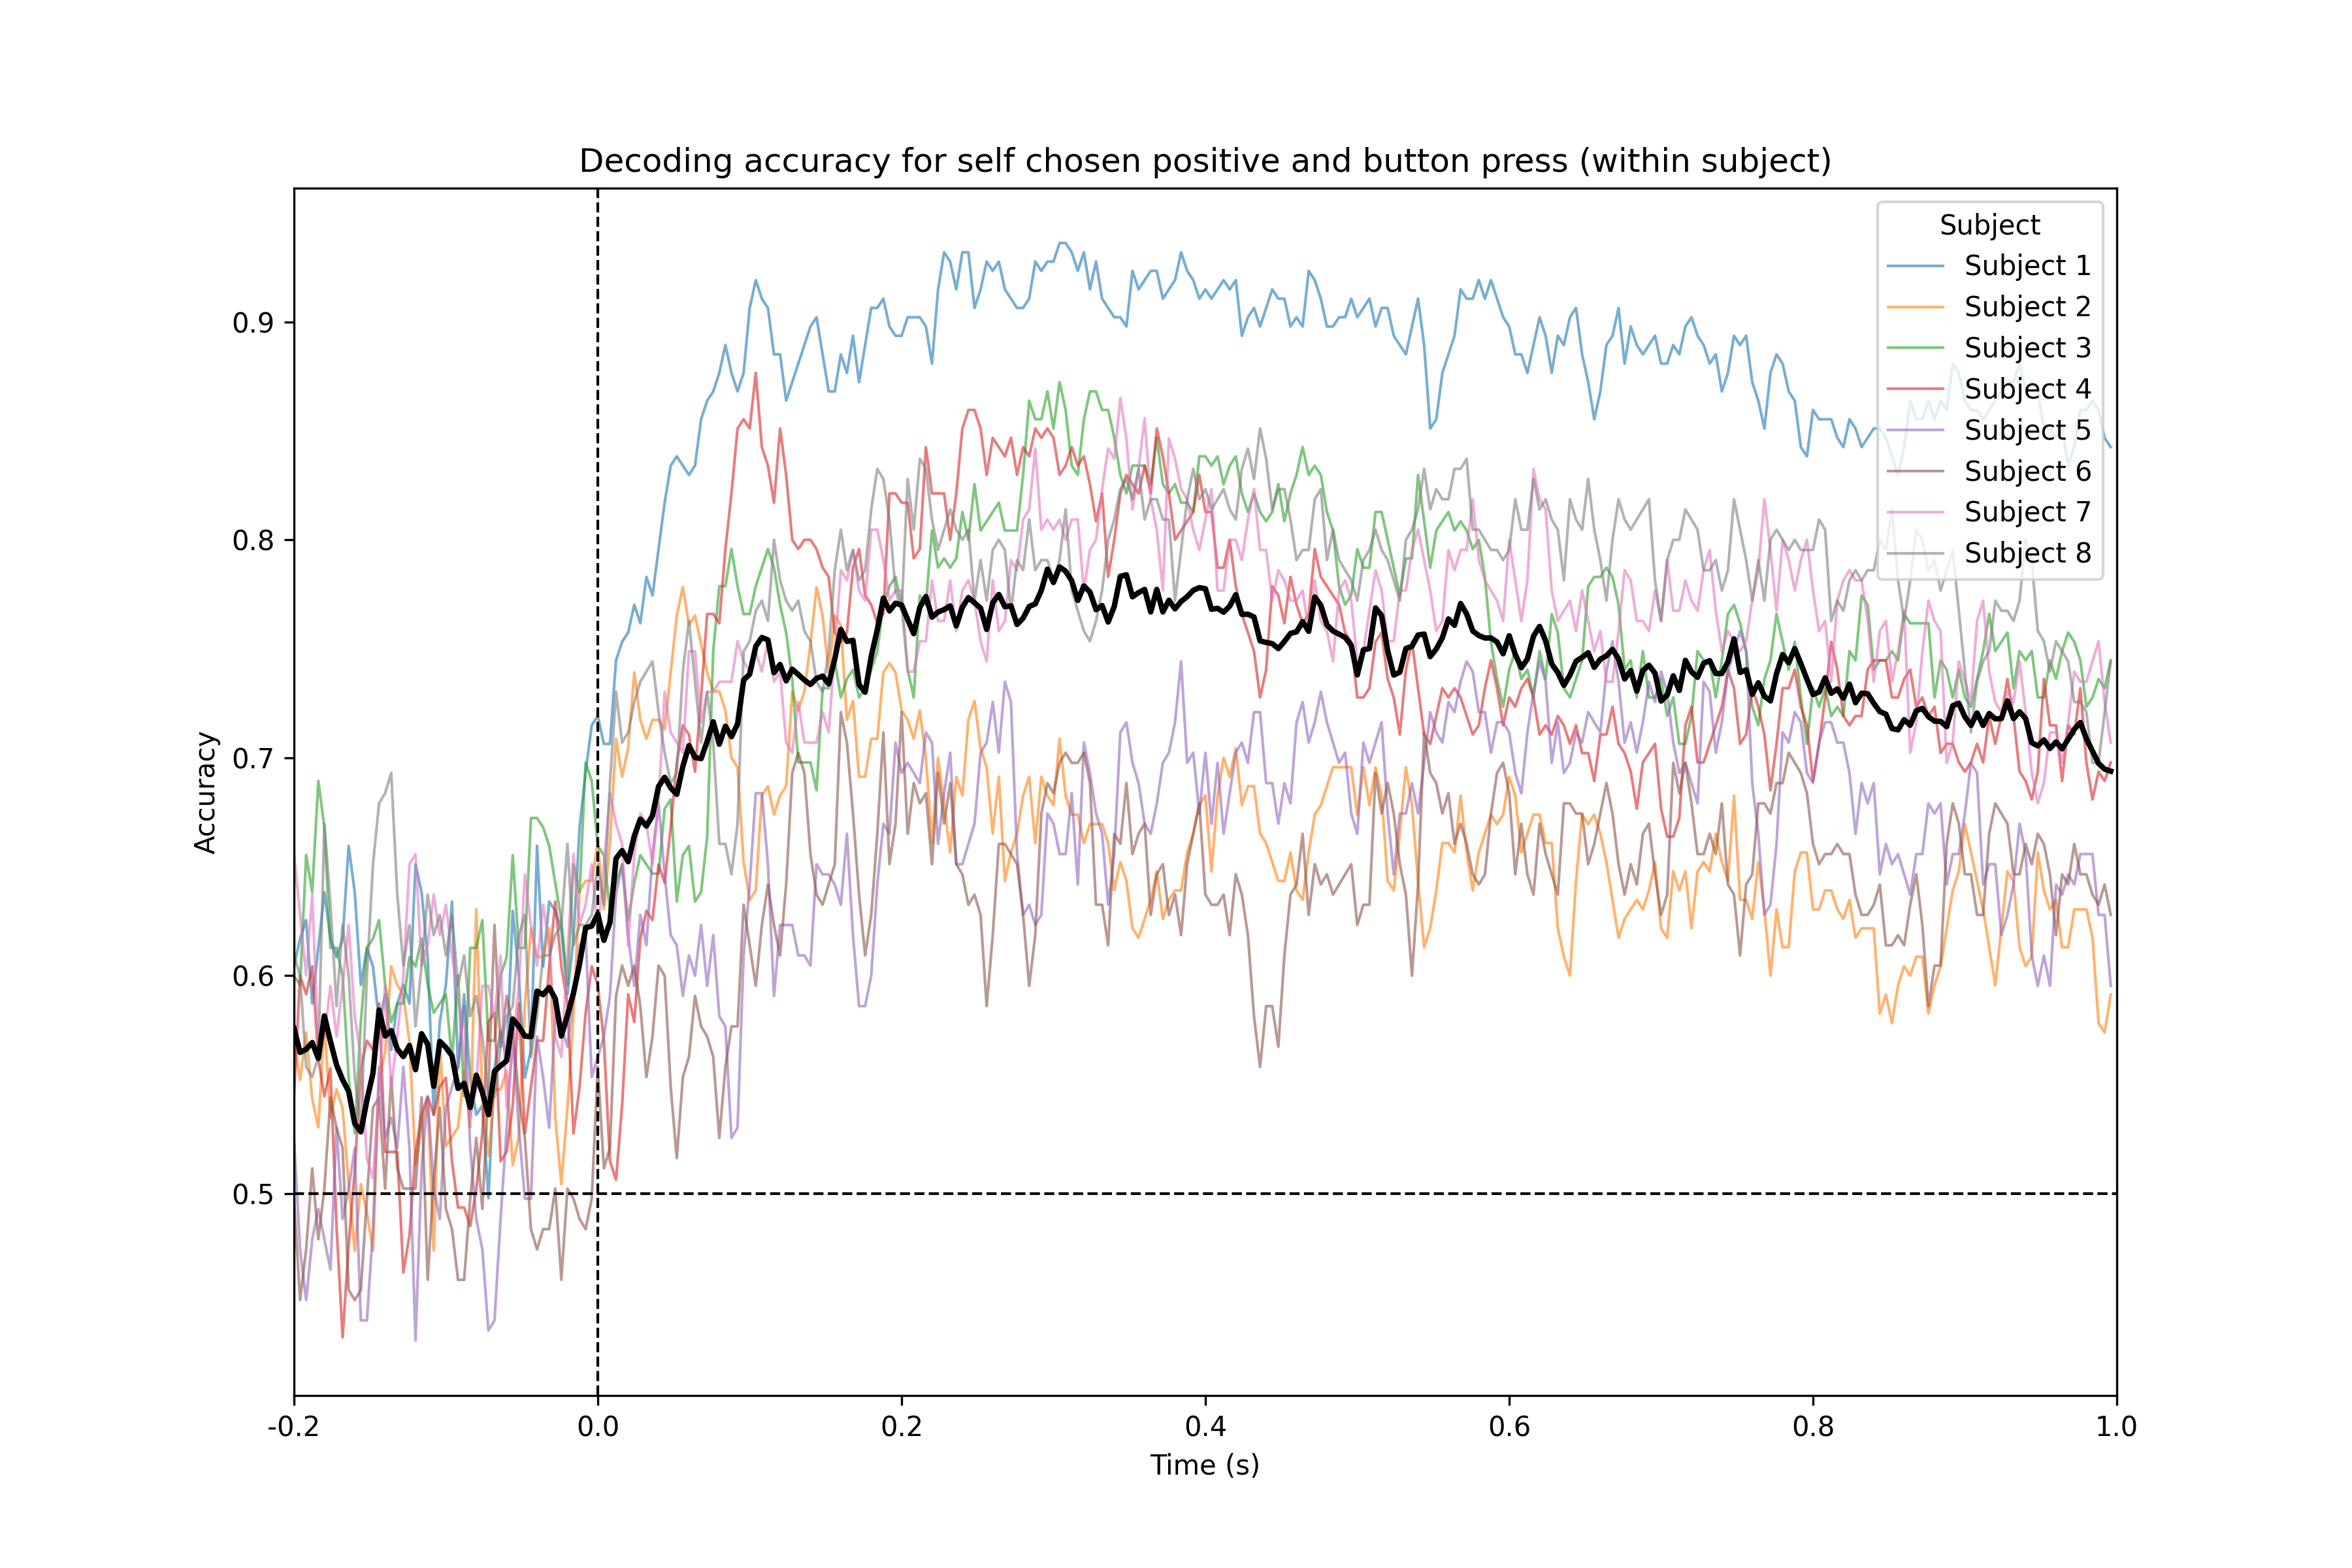 Decoding accuracy for self chosen positive and button press (within subject)
Subject
Subject 1
Subject 2
Subject 3
Subject 4
Subject 5
Subject 6
Subject 7
Subject 8
0.9
0.8
0.7
0.6
0.5
Accuracy
-0.2
0.0
0.2
0.4
0.6
0.8
1.0
Time (s)